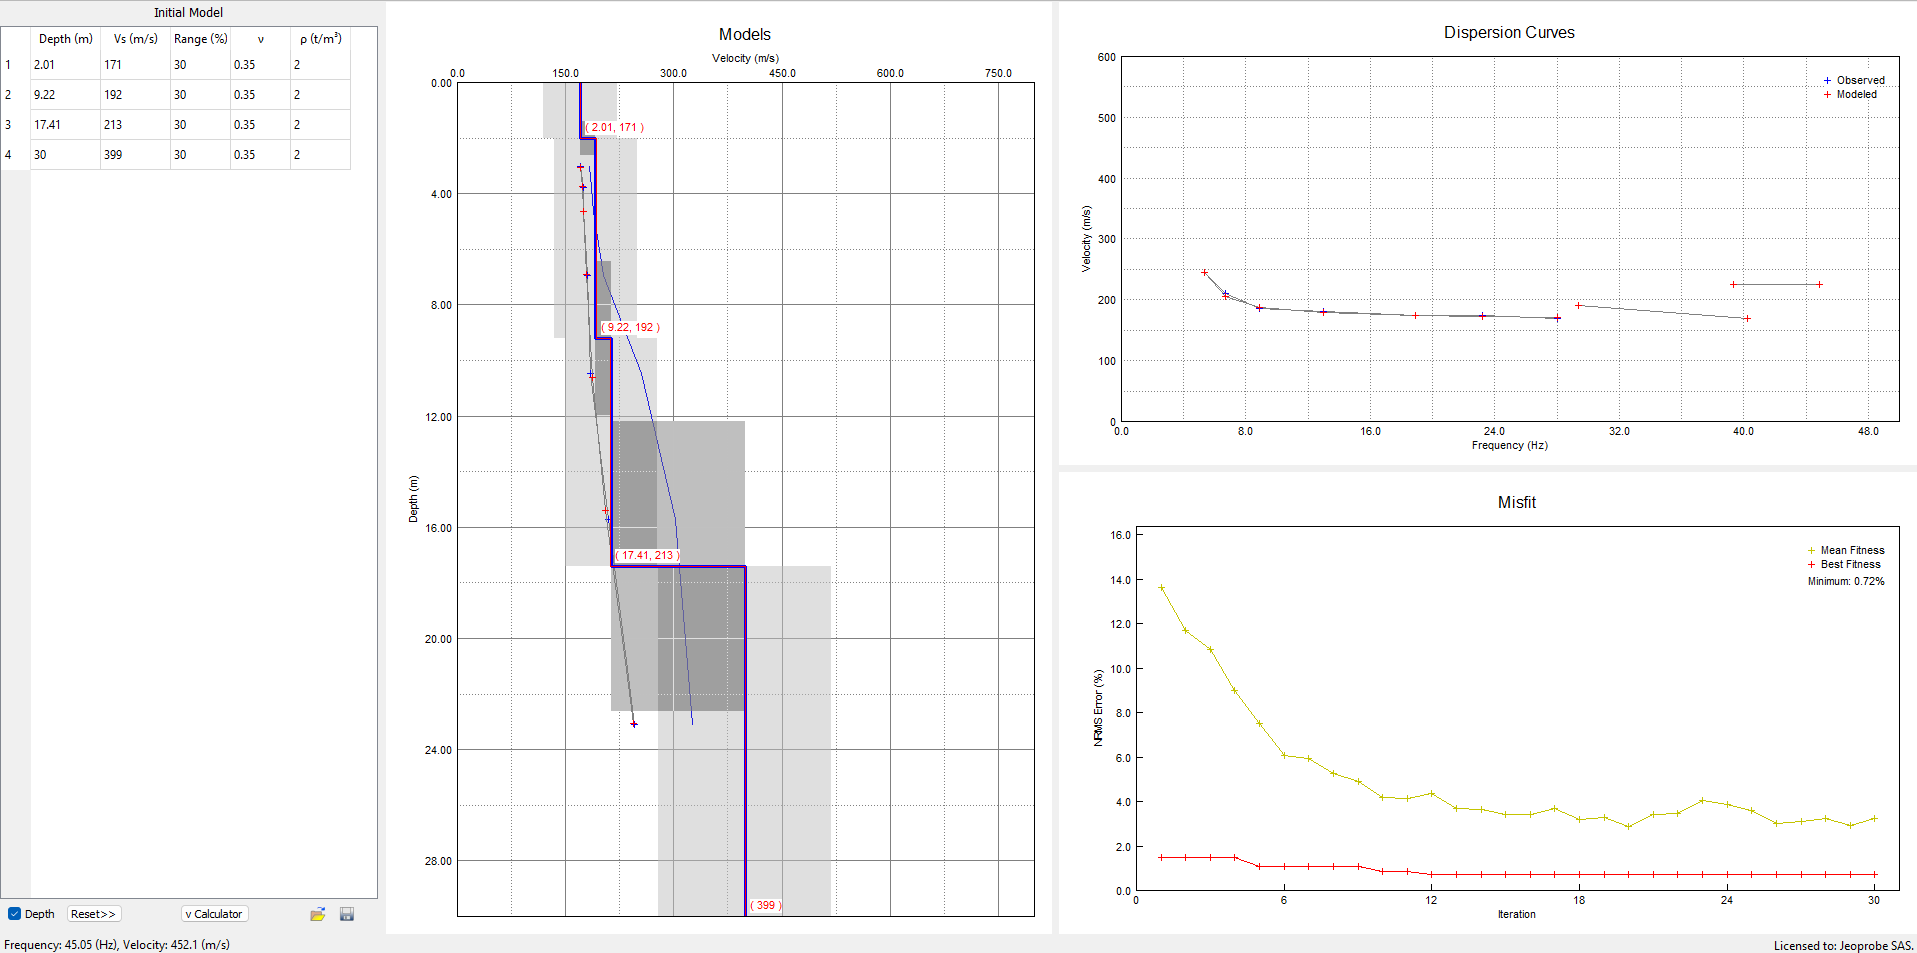 Initial Model
Depth (m) Vs (m/s) Range (%) ν ρ (t/m³)
1 2.01 171 30 0.35 2
2 9.22 192 30 0.35 2
3 17.41 213 30 0.35 2
4 30 399 30 0.35 2
Depth Reset>> ν Calculator
Frequency: 45.05 (Hz), Velocity: 452.1 (m/s)
Models
Velocity (m/s)
0.0 150.0 300.0 450.0 600.0 750.0
0.00
4.00
8.00
12.00
16.00
20.00
24.00
28.00
Depth (m)
( 2.01, 171 )
( 9.22, 192 )
( 17.41, 213 )
( 399 )
Dispersion Curves
600
500
400
300
200
100
0
Velocity (m/s)
Observed
Modeled
0.0 8.0 16.0 24.0 32.0 40.0 48.0
Frequency (Hz)
Misfit
16.0
14.0
12.0
10.0
8.0
6.0
4.0
2.0
0.0
NRMS Error (%)
Mean Fitness
Best Fitness
Minimum: 0.72%
0 6 12 18 24 30
Iteration
Licensed to: Jeoprobe SAS.